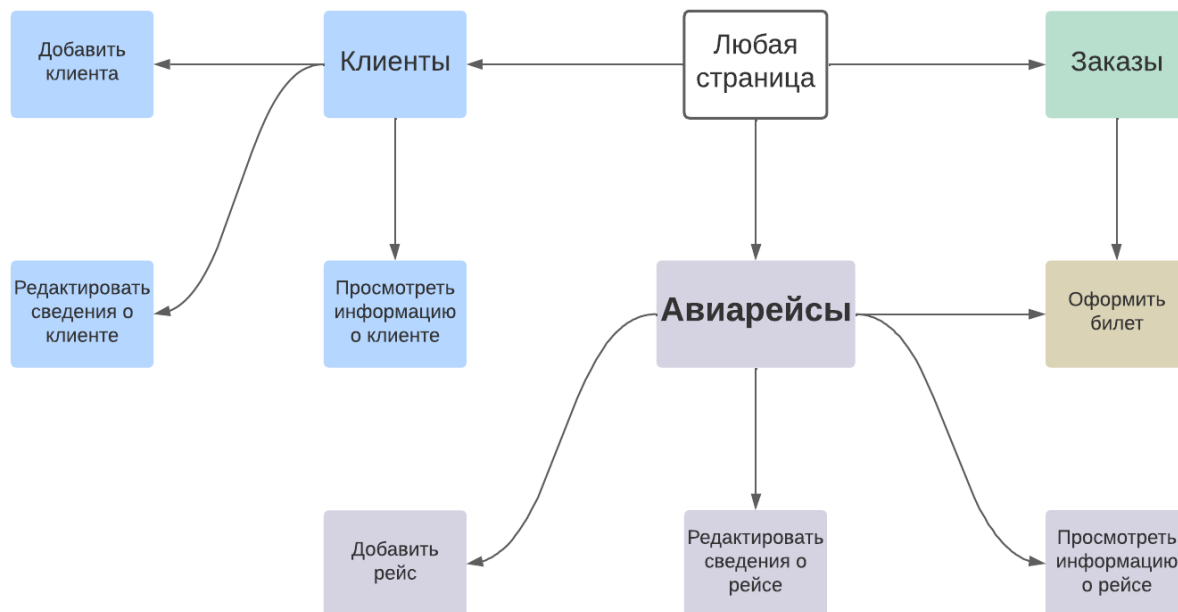 Добавить
клиента
Клиенты
Любая
страница
Заказы
Редактировать
сведения о
клиенте
Просмотреть
информацию
о клиенте
Авиарейсы
Оформить
билет
Добавить
рейс
Редактировать
сведения о
рейсе
Просмотреть
информацию
о рейсе